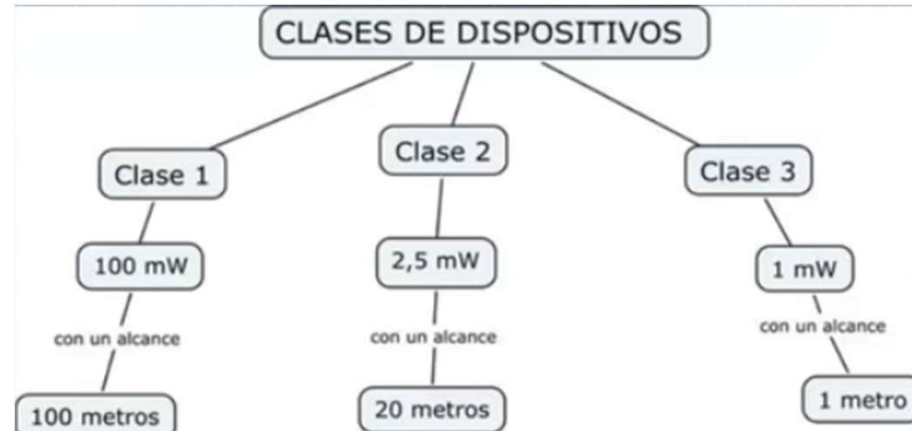 CLASES DE DISPOSITIVOS
Clase 1
Clase 2
Clase 3
100 mW
2,5 mW
1 mW
con un alcance
con un alcance
con un alcance
100 metros
20 metros
1 metro